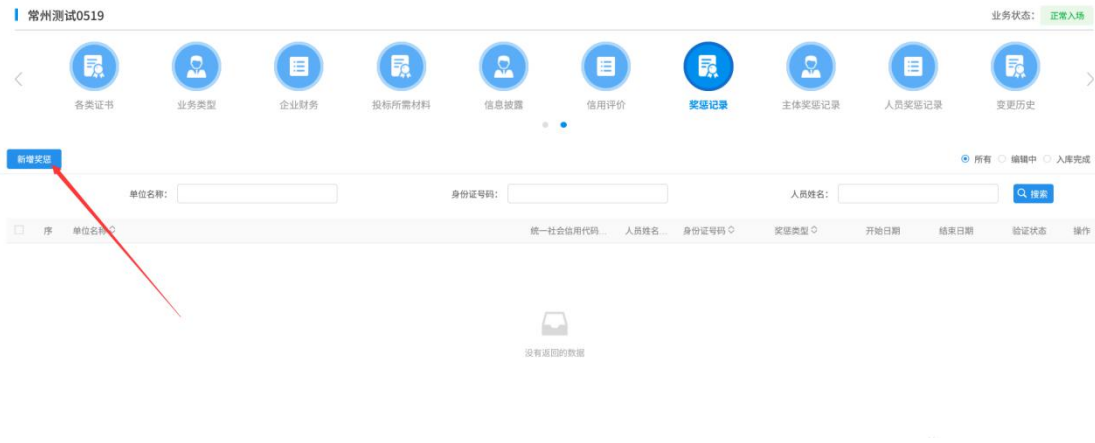 常州测试0519
业务状态： 正常入场
各类证书 业务类型 企业财务 投标所需材料 信息披露 信用评价 奖惩记录 主体奖惩记录 人员奖惩记录 变更历史
新增奖惩
所有 编辑中 入库完成
单位名称： 身份证号码： 人员姓名： 搜索
序 单位名称 统一社会信用代码... 人员姓名... 身份证号码 奖惩类型 开始日期 结束日期 验证状态 操作
没有返回的数据